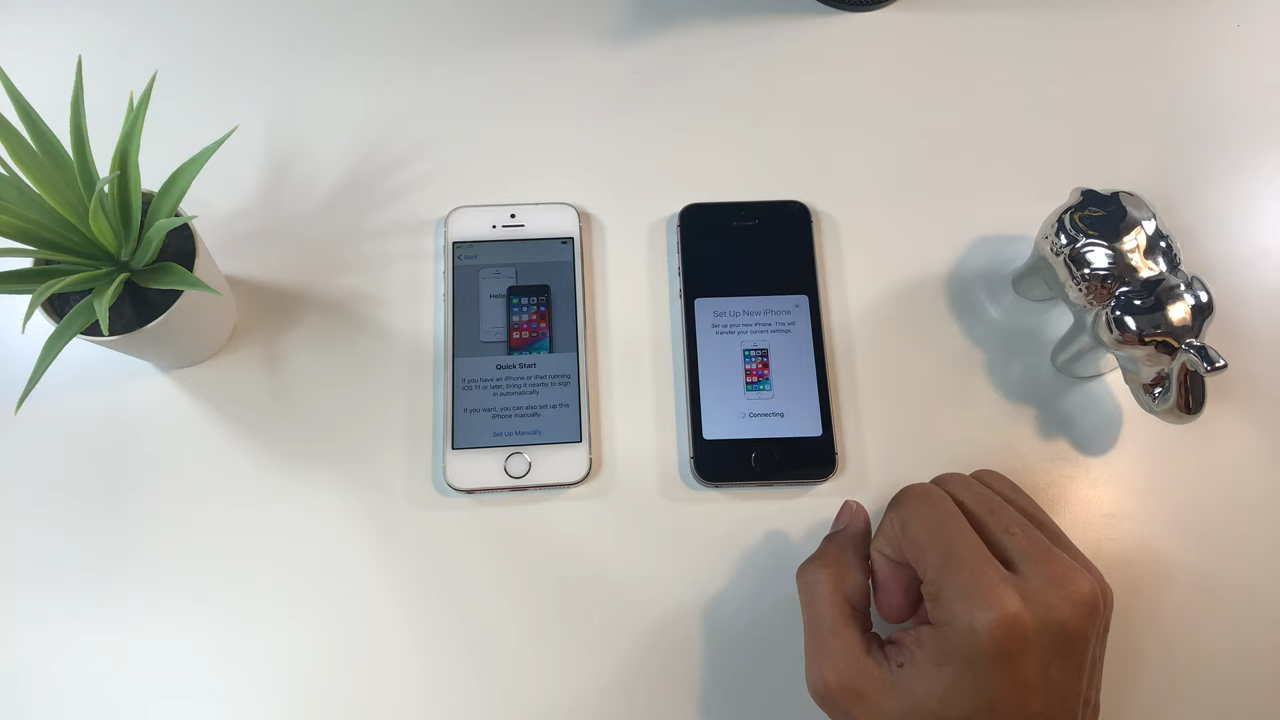 Back
Hello
Quick Start
If you have an iPhone or iPad running
iOS 11 or later, bring it nearby to sign
in automatically.
If you want, you can also set up this
iPhone manually.
Set Up Manually
Set Up New iPhone
Set up your new iPhone. This will
transfer your current settings.
Connecting